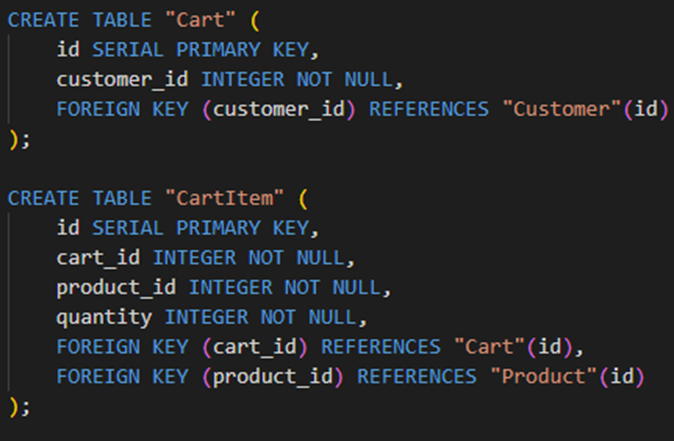 CREATE TABLE "Cart" (
    id SERIAL PRIMARY KEY,
    customer_id INTEGER NOT NULL,
    FOREIGN KEY (customer_id) REFERENCES "Customer"(id)
);

CREATE TABLE "CartItem" (
    id SERIAL PRIMARY KEY,
    cart_id INTEGER NOT NULL,
    product_id INTEGER NOT NULL,
    quantity INTEGER NOT NULL,
    FOREIGN KEY (cart_id) REFERENCES "Cart"(id),
    FOREIGN KEY (product_id) REFERENCES "Product"(id)
);